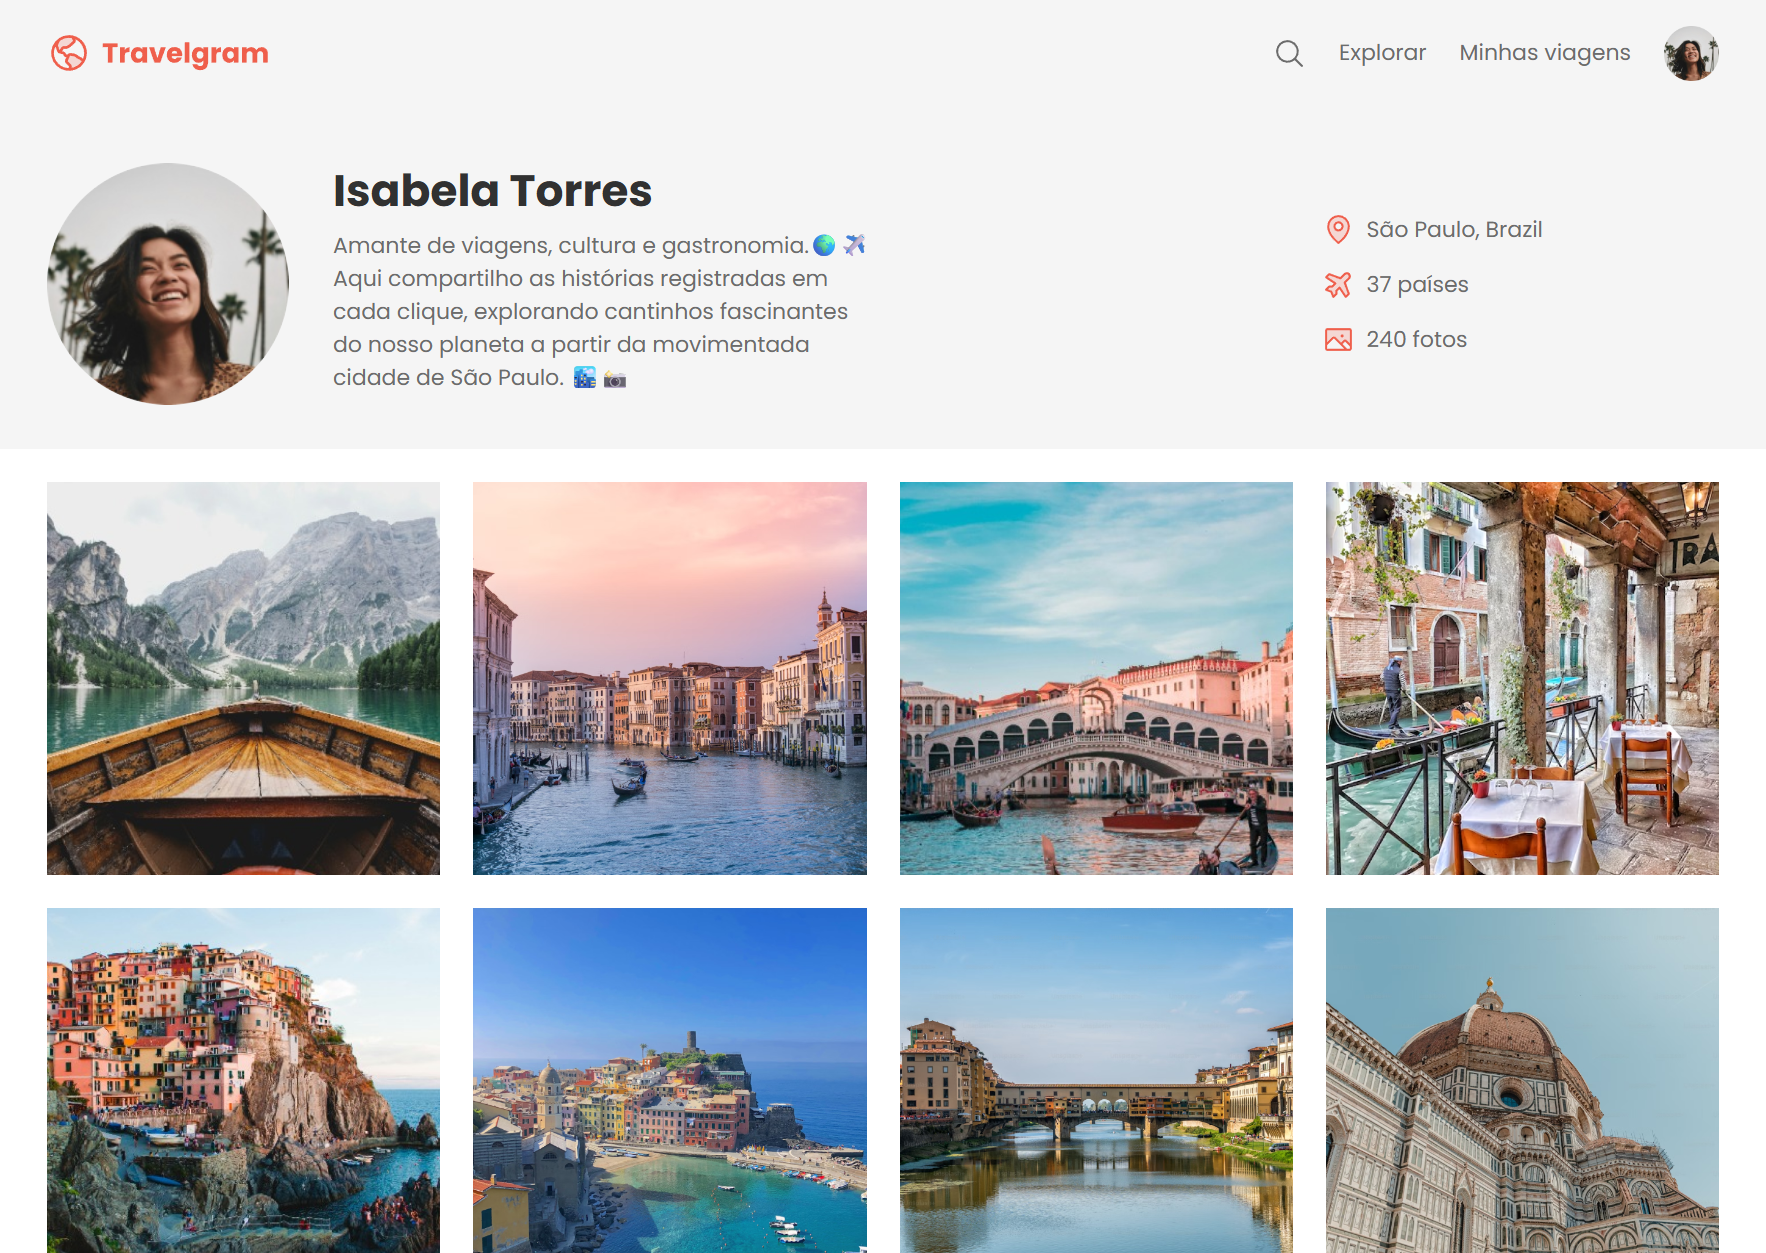 Travelgram
Explorar
Minhas viagens
Isabela Torres
Amante de viagens, cultura e gastronomia.🌍 ✈️
Aqui compartilho as histórias registradas em
cada clique, explorando cantinhos fascinantes
do nosso planeta a partir da movimentada
cidade de São Paulo. 🏙️ 📸
São Paulo, Brazil
37 países
240 fotos
TRA